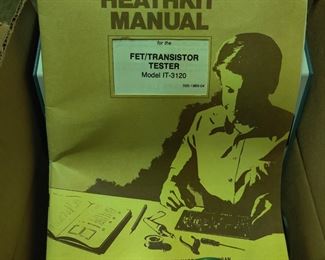 HEATHKIT
MANUAL
for the
FET/TRANSISTOR
TESTER
Model IT-3120